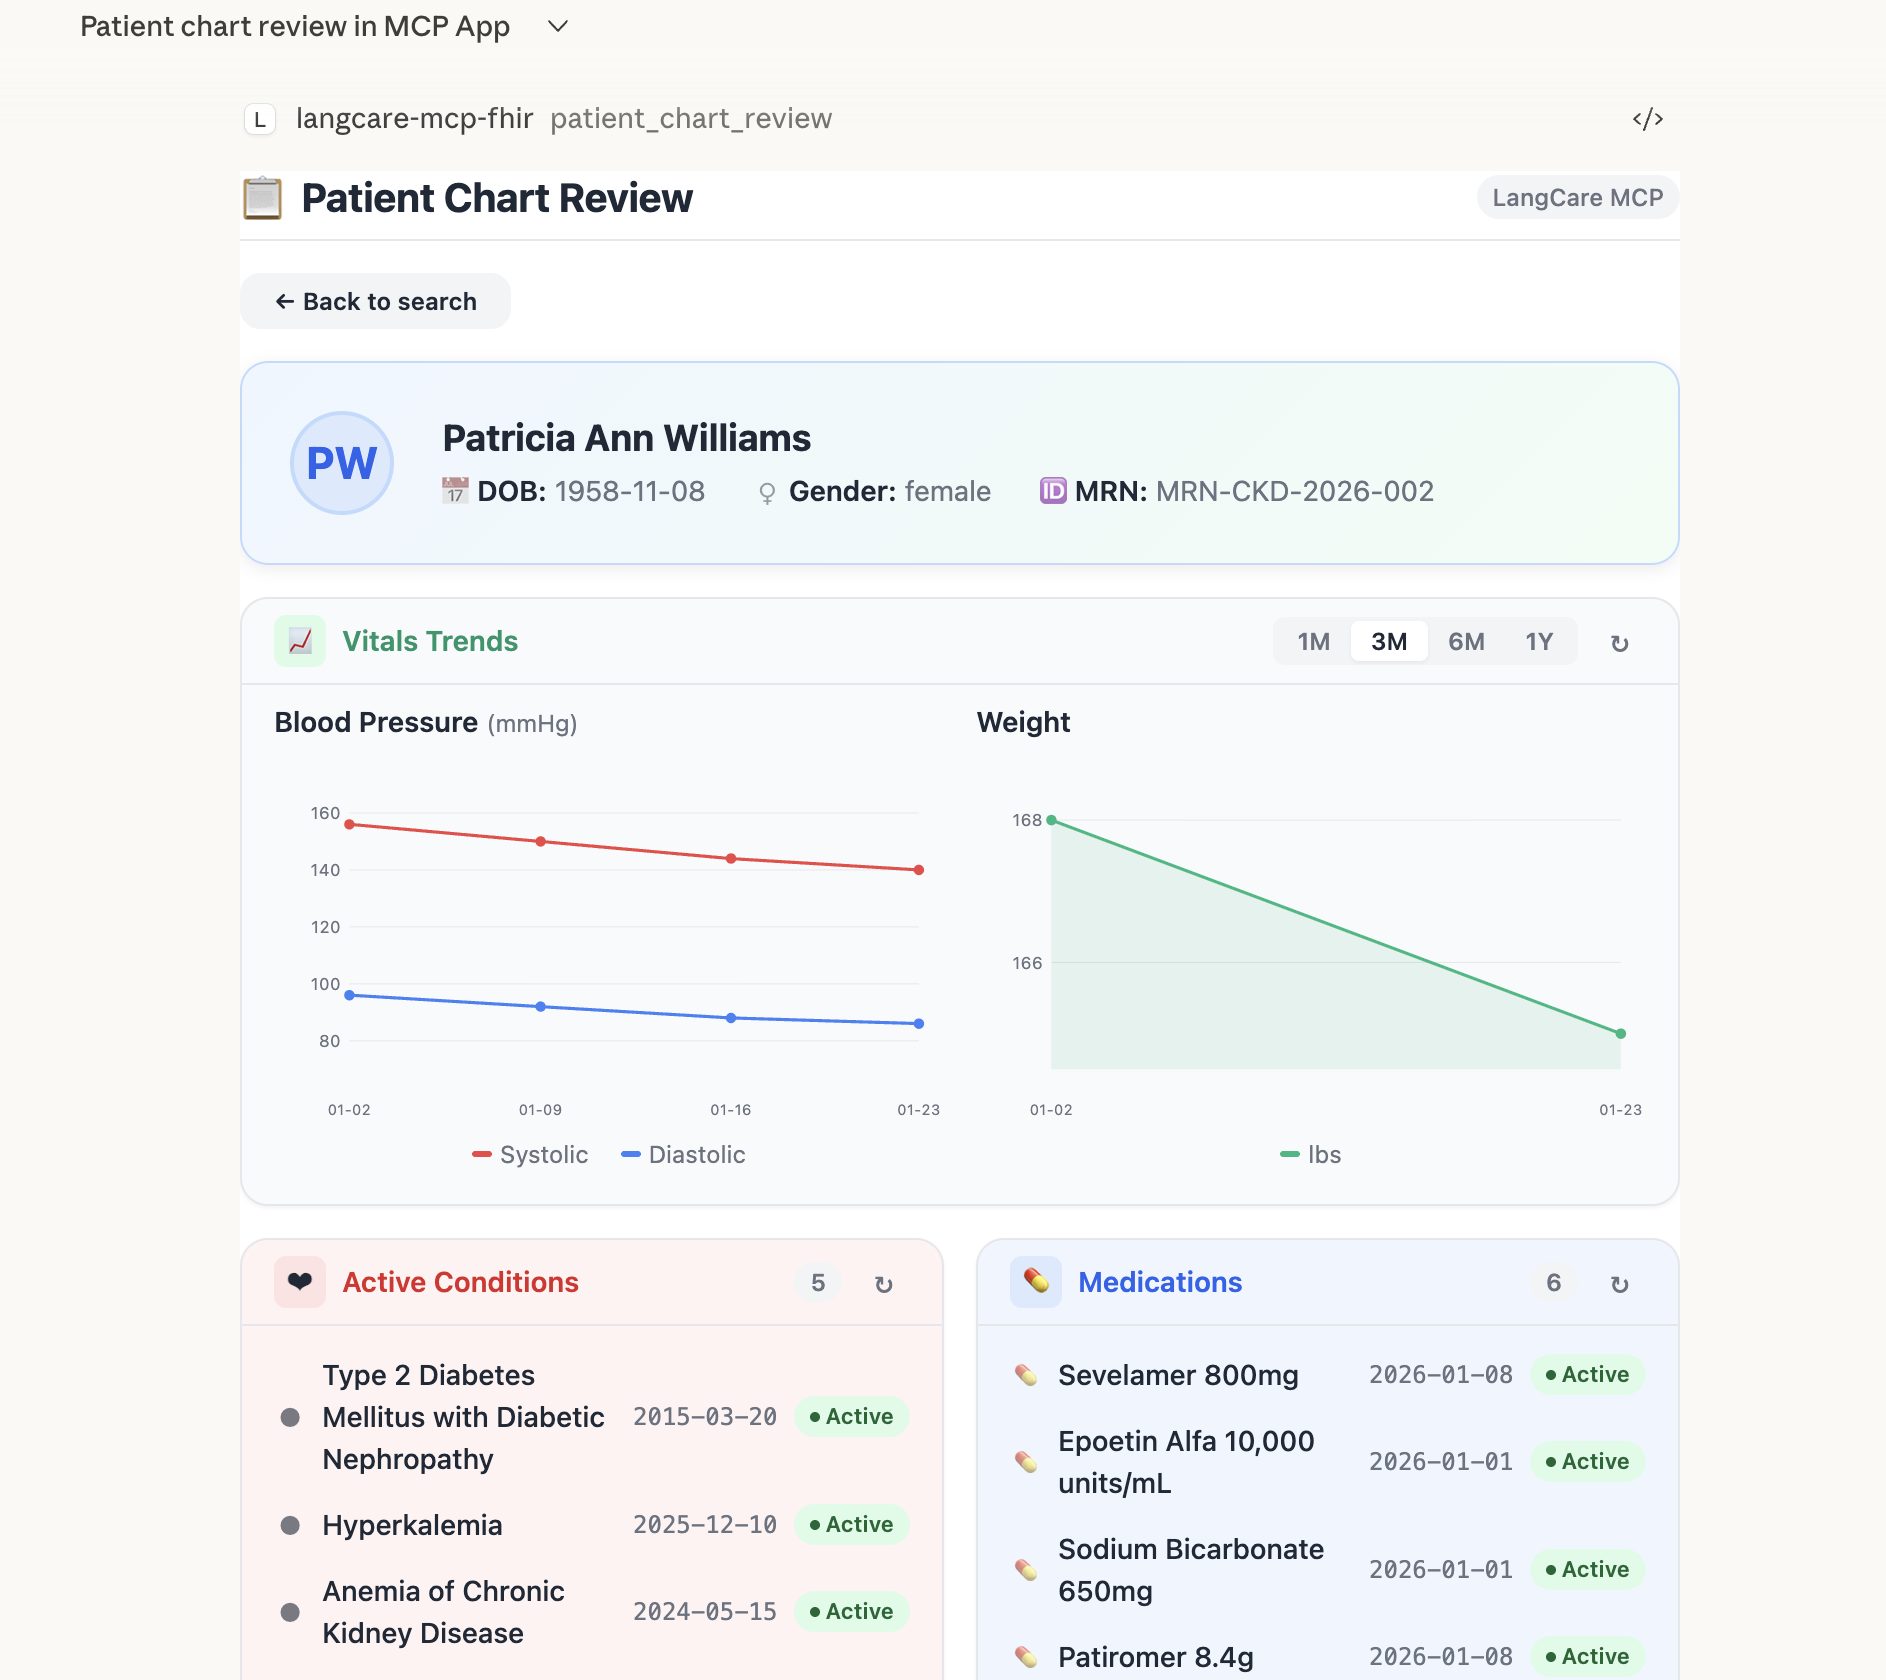 Patient chart review in MCP App
L langcare-mcp-fhir patient_chart_review </>
Patient Chart Review
LangCare MCP
← Back to search
PW
Patricia Ann Williams
17 DOB: 1958-11-08 ♀ Gender: female ID MRN: MRN-CKD-2026-002
Vitals Trends
1M 3M 6M 1Y ↻
Blood Pressure (mmHg)
160
140
120
100
80
01-02 01-09 01-16 01-23
Systolic Diastolic
Weight
168
166
01-02 01-23
lbs
Active Conditions 5 ↻
Type 2 Diabetes
Mellitus with Diabetic 2015-03-20 Active
Nephropathy
Hyperkalemia 2025-12-10 Active
Anemia of Chronic
Kidney Disease
2024-05-15 Active
Medications 6 ↻
Sevelamer 800mg 2026-01-08 Active
Epoetin Alfa 10,000
units/mL
2026-01-01 Active
Sodium Bicarbonate
650mg
2026-01-01 Active
Patiromer 8.4g 2026-01-08 Active